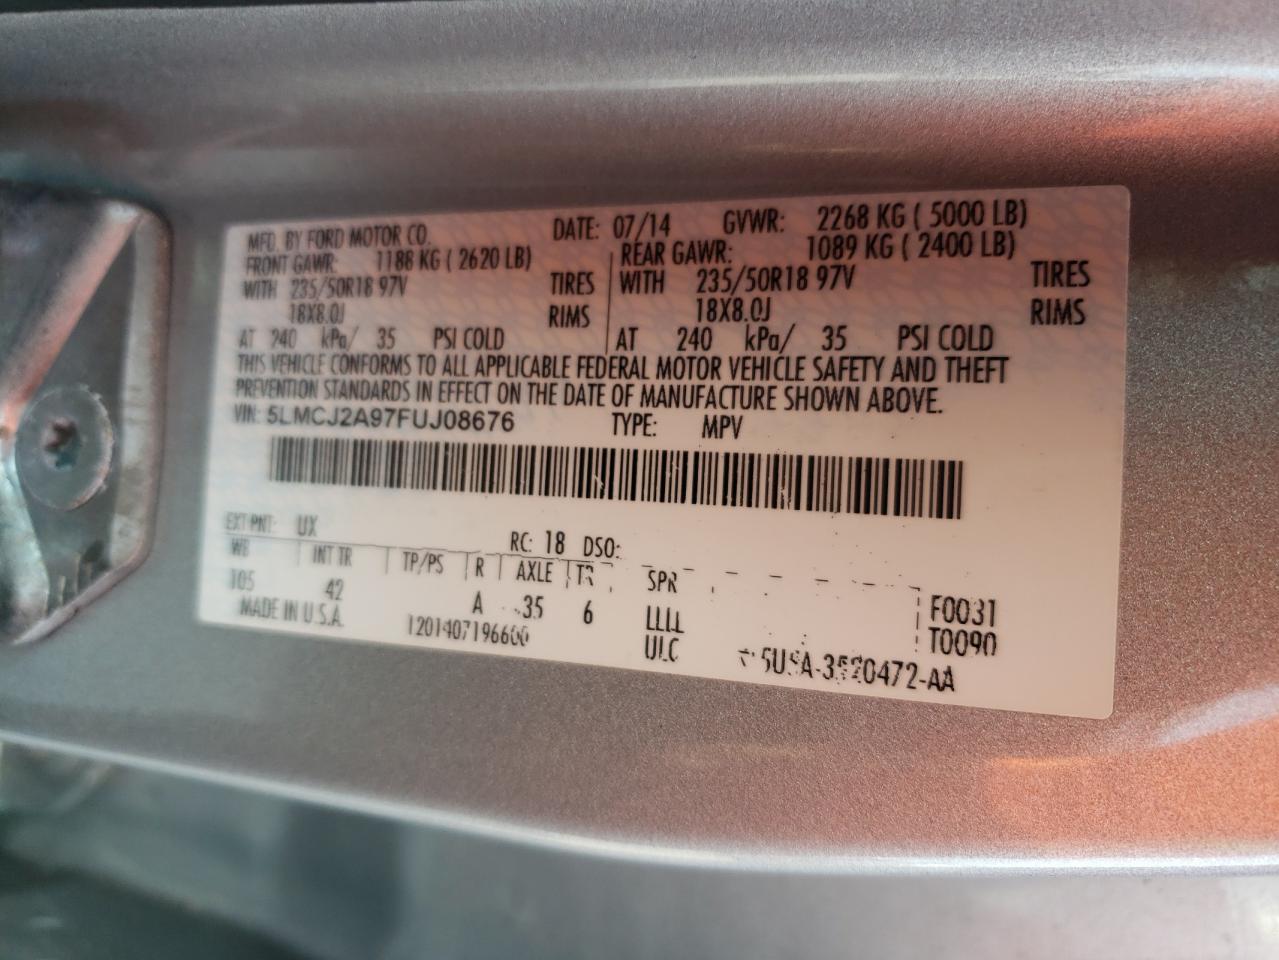 MFD. BY FORD MOTOR CO. DATE: 07/14 GVWR: 2268 KG ( 5000 LB)
FRONT GAWR: 1188 KG ( 2620 LB) REAR GAWR: 1089 KG ( 2400 LB)
WITH 235/50R18 97V TIRES WITH 235/50R18 97V TIRES
18X8.0J RIMS 18X8.0J RIMS
AT 240 kPa/ 35 PSI COLD AT 240 kPa/ 35 PSI COLD
THIS VEHICLE CONFORMS TO ALL APPLICABLE FEDERAL MOTOR VEHICLE SAFETY AND THEFT
PREVENTION STANDARDS IN EFFECT ON THE DATE OF MANUFACTURE SHOWN ABOVE.
VIN: 5LMCJ2A97FUJ08676 TYPE: MPV
EXT PNT: UX RC: 18 DSO:
WB INT TR TP/PS R AXLE TR SPR
105 42 A 35 6 LLLL F0031
MADE IN U.S.A. ULC T0090